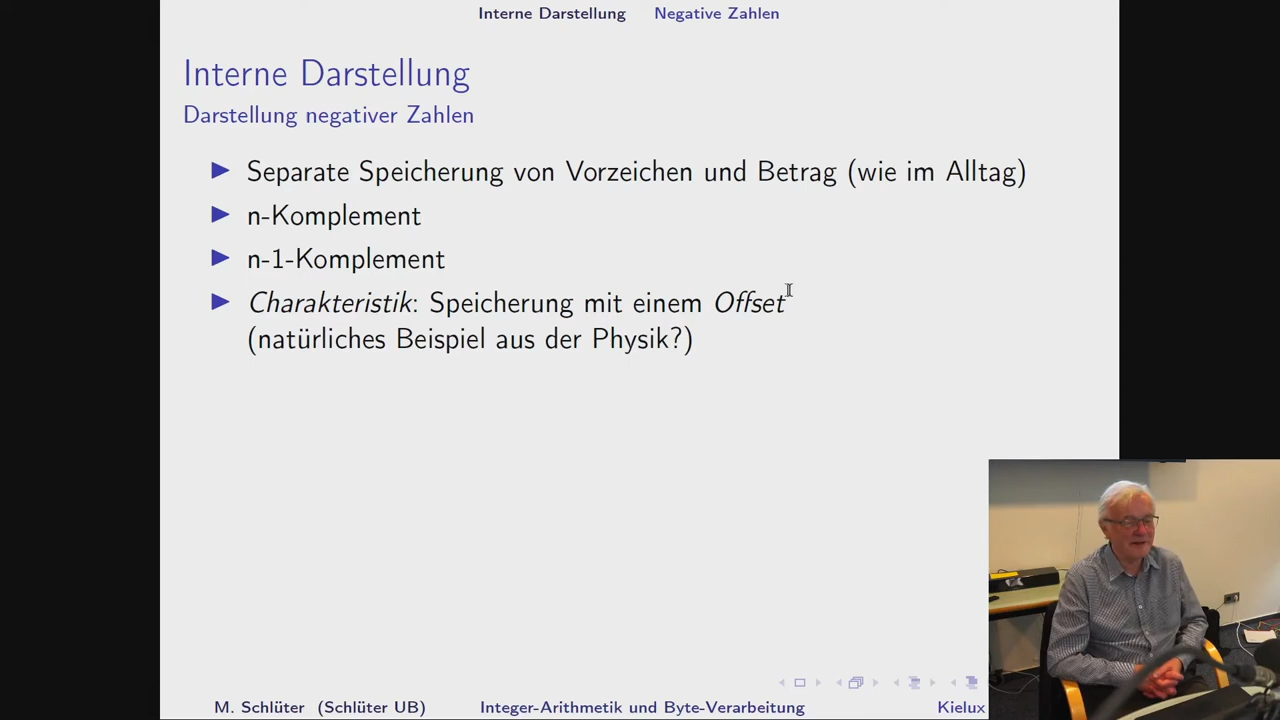 Interne Darstellung Negative Zahlen
Interne Darstellung
Darstellung negativer Zahlen
Separate Speicherung von Vorzeichen und Betrag (wie im Alltag)
n-Komplement
n-1-Komplement
Charakteristik: Speicherung mit einem Offset
(natürliches Beispiel aus der Physik?)
M. Schlüter (Schlüter UB) Integer-Arithmetik und Byte-Verarbeitung Kielux